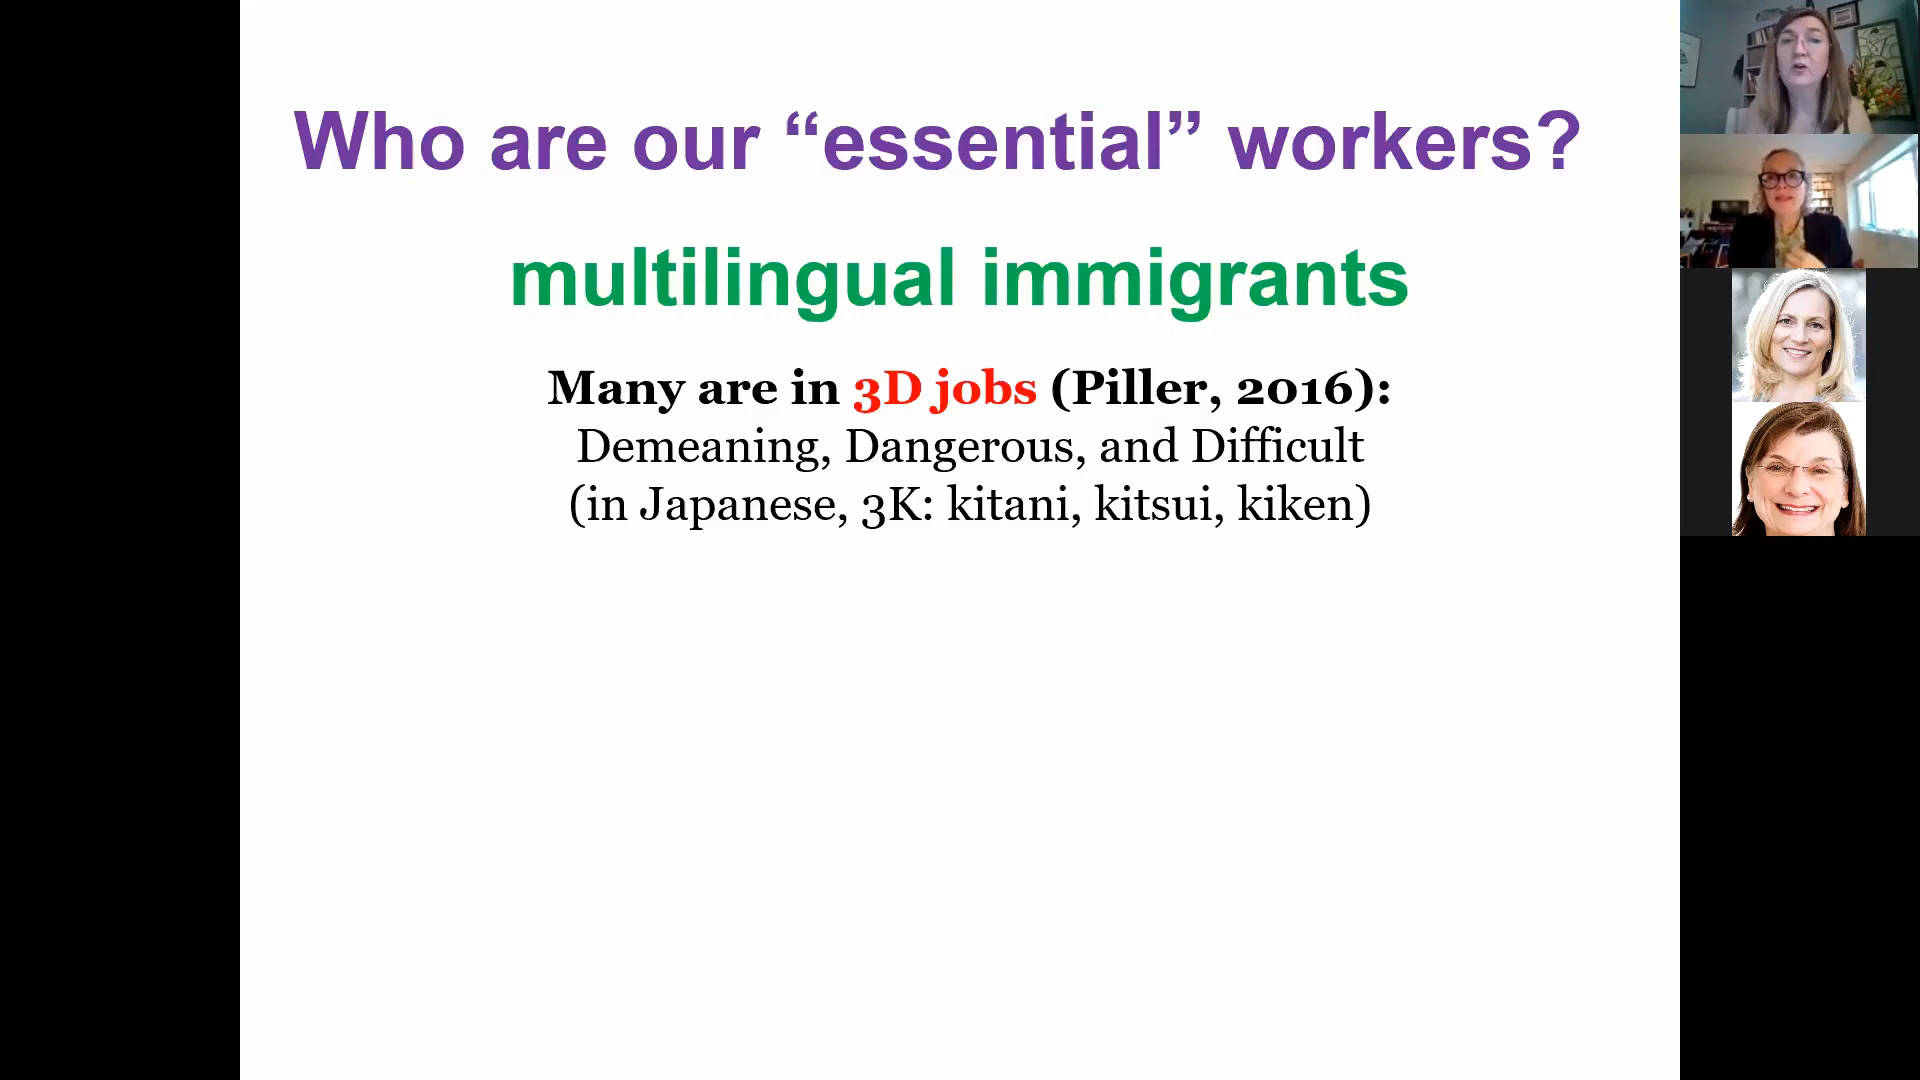 Who are our “essential” workers?
multilingual immigrants
Many are in 3D jobs (Piller, 2016):
Demeaning, Dangerous, and Difficult
(in Japanese, 3K: kitani, kitsui, kiken)